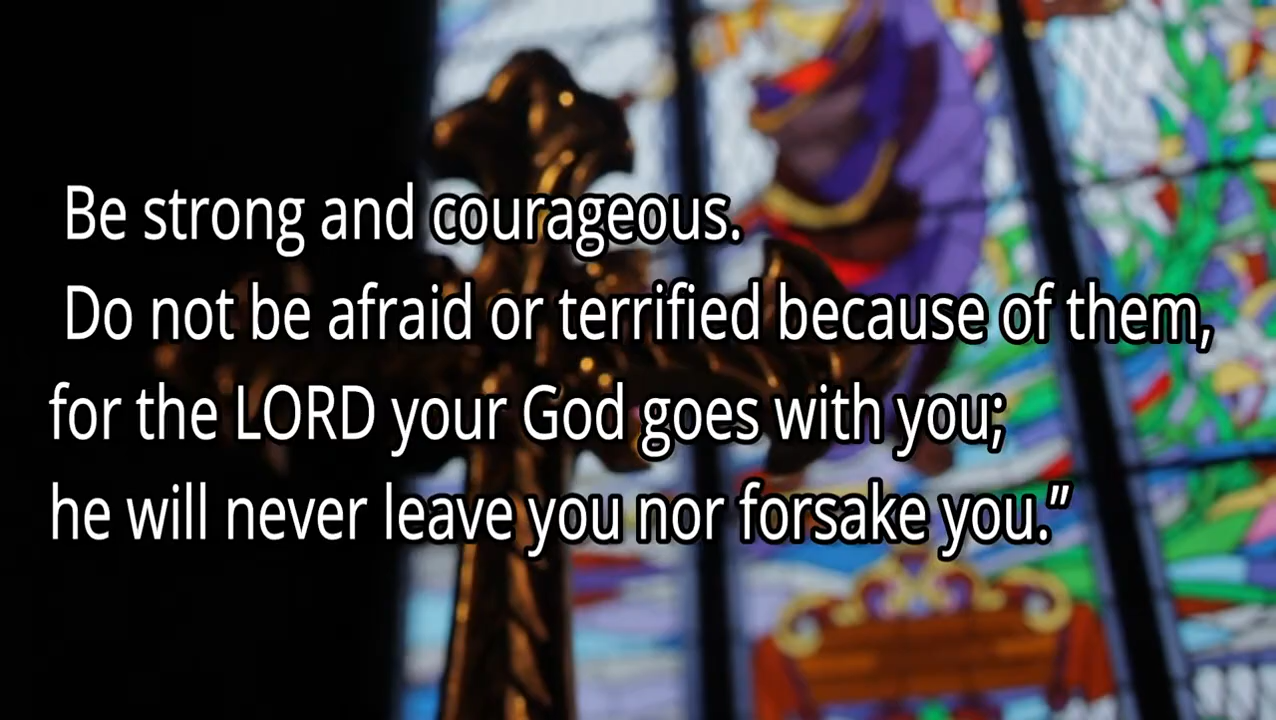 Be strong and courageous.
Do not be afraid or terrified because of them,
for the LORD your God goes with you;
he will never leave you nor forsake you.”